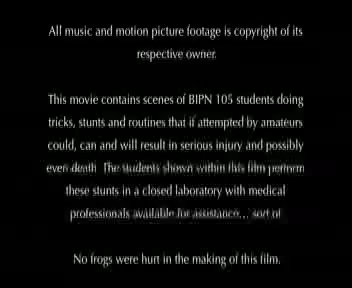 All music and motion picture footage is copyright of its
respective owner.
This movie contains scenes of BIPN 105 students doing
tricks, stunts and routines that if attempted by amateurs
could, can and will result in serious injury and possibly
even death. The students shown within this film perform
these stunts in a closed laboratory with medical
professionals available for assistance... sort of
No frogs were hurt in the making of this film.